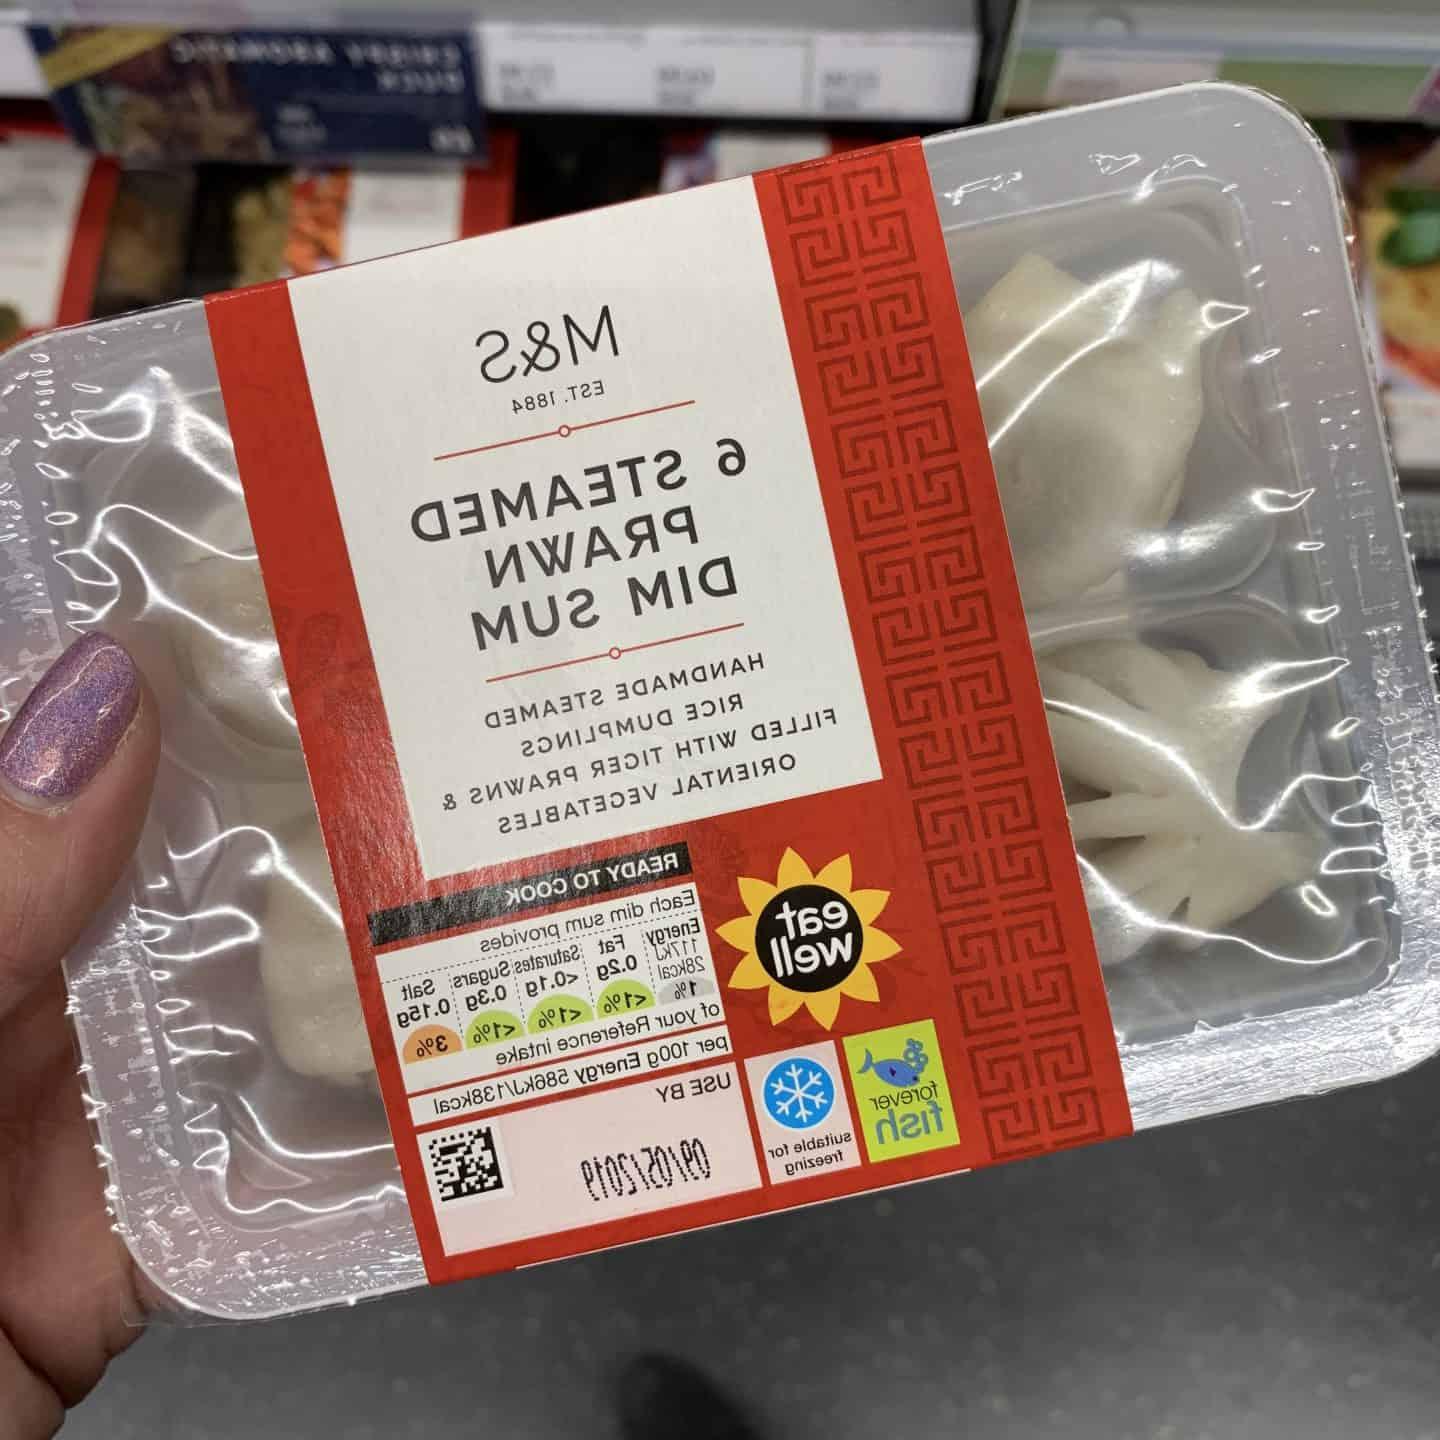 CRISPY AROMATIC
DUCK
M&S
EST. 1884
6 STEAMED
PRAWN
DIM SUM
HANDMADE STEAMED
RICE DUMPLINGS
FILLED WITH TIGER PRAWNS &
ORIENTAL VEGETABLES
READY TO COOK
Each dim sum provides
Energy Fat Saturates Sugars Salt
117kJ 0.2g <0.1g 0.3g 0.15g
28kcal
1% <1% <1% <1% 3%
of your Reference intake
per 100g Energy 586kJ/138kcal
USE BY
09/05/2019
eat
well
suitable for
freezing
forever
fish